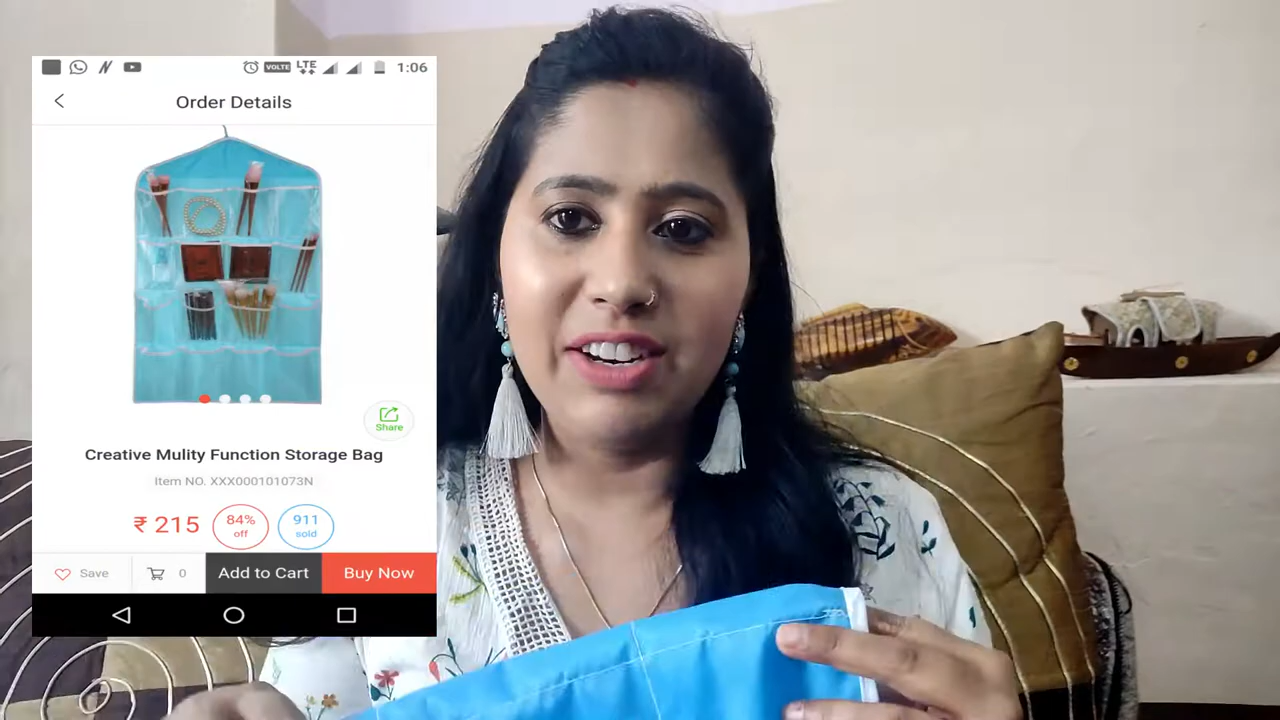 VOLTE LTE 1:06
Order Details
Share
Creative Mulity Function Storage Bag
Item NO. XXX000101073N
₹ 215 84% off 911 sold
Save 0 Add to Cart Buy Now